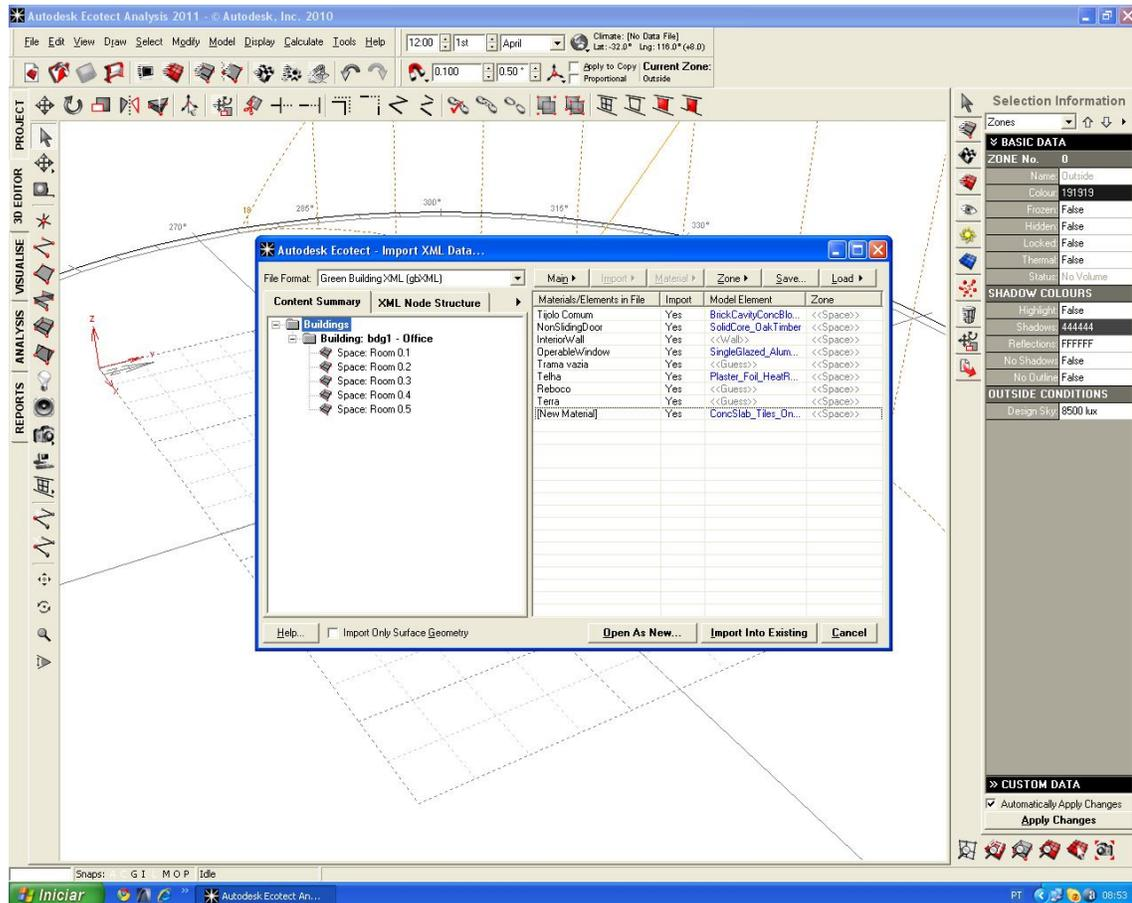 Autodesk Ecotect Analysis 2011 - © Autodesk, Inc. 2010
File Edit View Draw Select Modify Model Display Calculate Tools Help
12:00 1st April
Climate: [No Data File]
Lat: -32.0° Lng: 116.0° (+8.0)
0.100 0.50 °
Apply to Copy
Proportional
Current Zone:
Outside
PROJECT
3D EDITOR
VISUALISE
ANALYSIS
REPORTS
270°
18
285°
300°
315°
330°
Z
Y
X
Autodesk Ecotect - Import XML Data...
File Format: Green Building XML (gbXML)
Main Import Material Zone Save... Load
Content Summary XML Node Structure
Buildings
Building: bdg1 - Office
Space: Room 0.1
Space: Room 0.2
Space: Room 0.3
Space: Room 0.4
Space: Room 0.5
Materials/Elements in File Import Model Element Zone
Tijolo Comum Yes BrickCavityConcBlo... <<Space>>
NonSlidingDoor Yes SolidCore_OakTimber <<Space>>
InteriorWall Yes <<Wall>> <<Space>>
OperableWindow Yes SingleGlazed_Alum... <<Space>>
Trama vazia Yes <<Guess>> <<Space>>
Telha Yes Plaster_Foil_HeatR... <<Space>>
Reboco Yes <<Guess>> <<Space>>
Terra Yes <<Guess>> <<Space>>
[New Material] Yes ConcSlab_Tiles_On... <<Space>>
Help... Import Only Surface Geometry Open As New... Import Into Existing Cancel
Selection Information
Zones
BASIC DATA
ZONE No. 0
Name: Outside
Colour: 191919
Frozen: False
Hidden: False
Locked: False
Thermal: False
Status: No Volume
SHADOW COLOURS
Highlight: False
Shadows: 444444
Reflections: FFFFFF
No Shadow: False
No Outline: False
OUTSIDE CONDITIONS
Design Sky: 8500 lux
CUSTOM DATA
Automatically Apply Changes
Apply Changes
Snaps: A C G I L M O P Idle
Iniciar
Autodesk Ecotect An...
PT 08:53